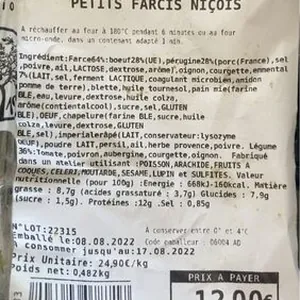 PETITS FARCIS NIÇOIS
A réchauffer au four à 180°C pendant 6 minutes ou au four
micro-onde, dans un contenant adapté 1 min.
Ingrédient:Farce64%:bœuf28%(UE),pérugine28%porc(France),sel
,poivre,ail,LACTOSE,dextrose,arôme),oignon,courgette,emmental
7%(LAIT,sel,ferment LACTIQUE,coagulant microbien,amidon
pomme de terre),blette,huile tournesol,pain mie(farine
BLE,eau,levure,dextrose,huile colza,
arôme(contientalcool),sucre,sel,GLUTEN
BLE),OEUF,chapelure(farine BLE,sucre,huile
colza,levure,dextrose,GLUTEN
BLE,sel),
,poudre LAIT,persil,ail,herbe provence,poivre. Légume
36%:Tomate,poivron,aubergine,courgette,oignon. Fabriqué
dans un atelier utilisant :POISSON,ARACHIDE,FRUITS A
COQUES,CELERI,MOUTARDE,SESAME,LUPIN et SULFITES. Valeur
nutritionnelle (pour 100g): Energie : 668kJ-160Kcal. Matière
grasse : 8,7g (acides gras saturés: 3,7g) Glucides : 7.9g
(sucre : 1,5g). Protéines :12g .Sel : 0,85g
N°LOT:22315
Emballé le:08.08.2022
A consommer jusqu'au:17.08.2022
A conserver entre 0° et 4°C
Code emballeur : 06004 AD
Prix Unitaire: 24,90€/kg
Poids net: 0,482kg
PRIX A PAYER
12,00€